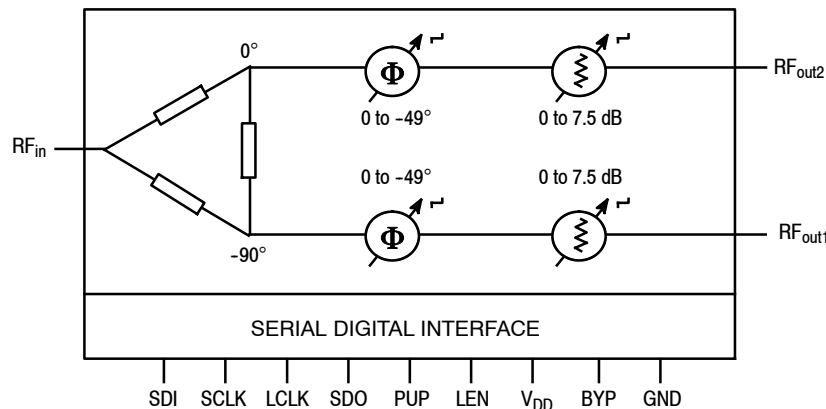 0°
RFin
Φ
RFout2
0 to -49°
0 to 7.5 dB
0 to -49°
0 to 7.5 dB
Φ
RFout1
-90°
SERIAL DIGITAL INTERFACE
SDI SCLK LCLK SDO PUP LEN VDD BYP GND